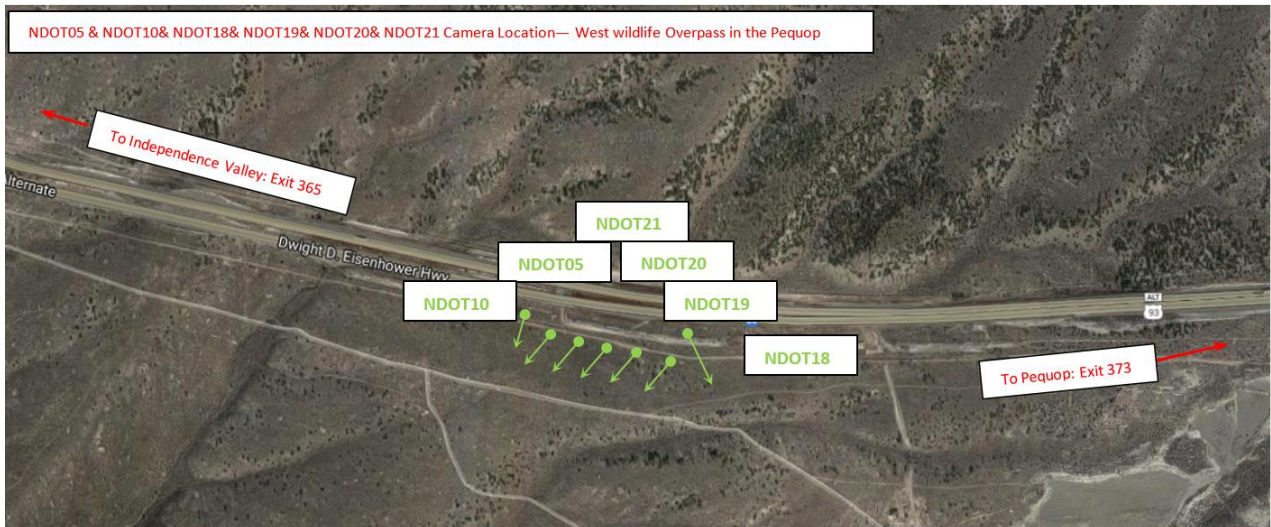 NDOT05 & NDOT10& NDOT18& NDOT19& NDOT20& NDOT21 Camera Location— West wildlife Overpass in the Pequop
To Independence Valley: Exit 365
Alternate
Dwight D. Eisenhower Hwy
NDOT21
NDOT05
NDOT20
NDOT10
NDOT19
NDOT18
ALT
93
To Pequop: Exit 373